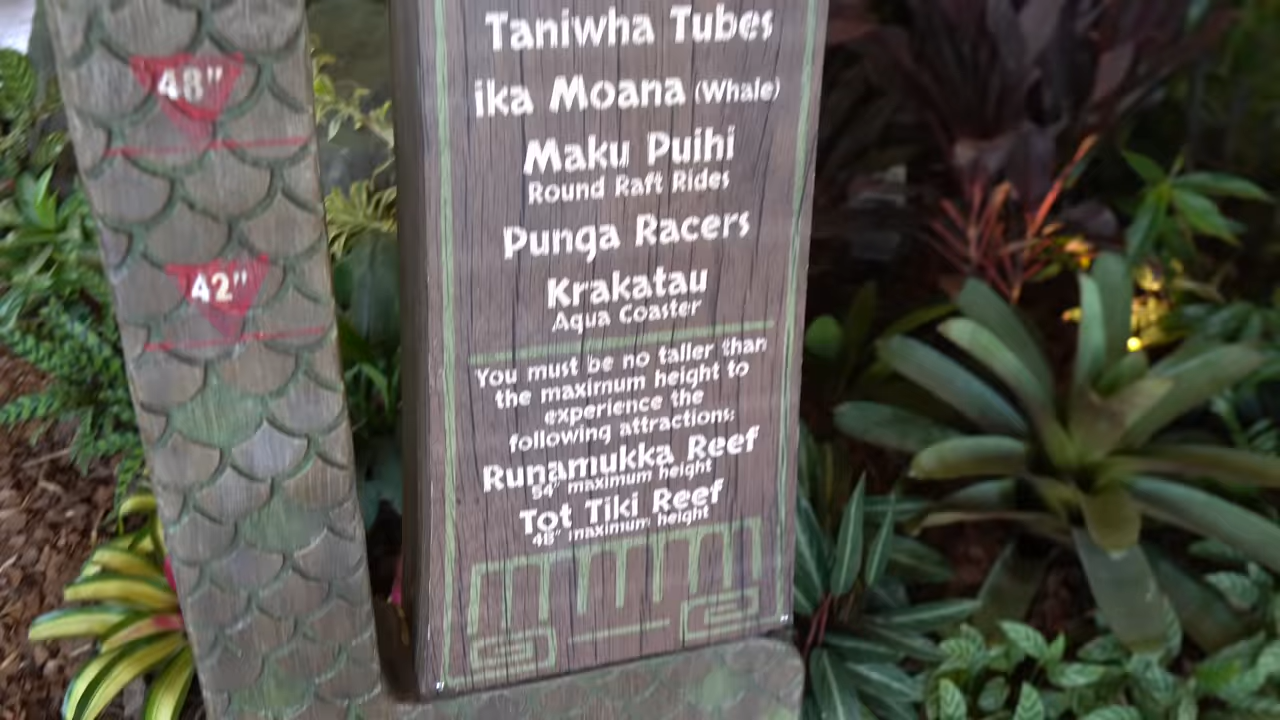 48"
42"
Taniwha Tubes
ika Moana (Whale)
Maku Puihi
Round Raft Rides
Punga Racers
Krakatau
Aqua Coaster
You must be no taller than
the maximum height to
experience the
following attractions:
Runamukka Reef
54" maximum height
Tot Tiki Reef
48" maximum height